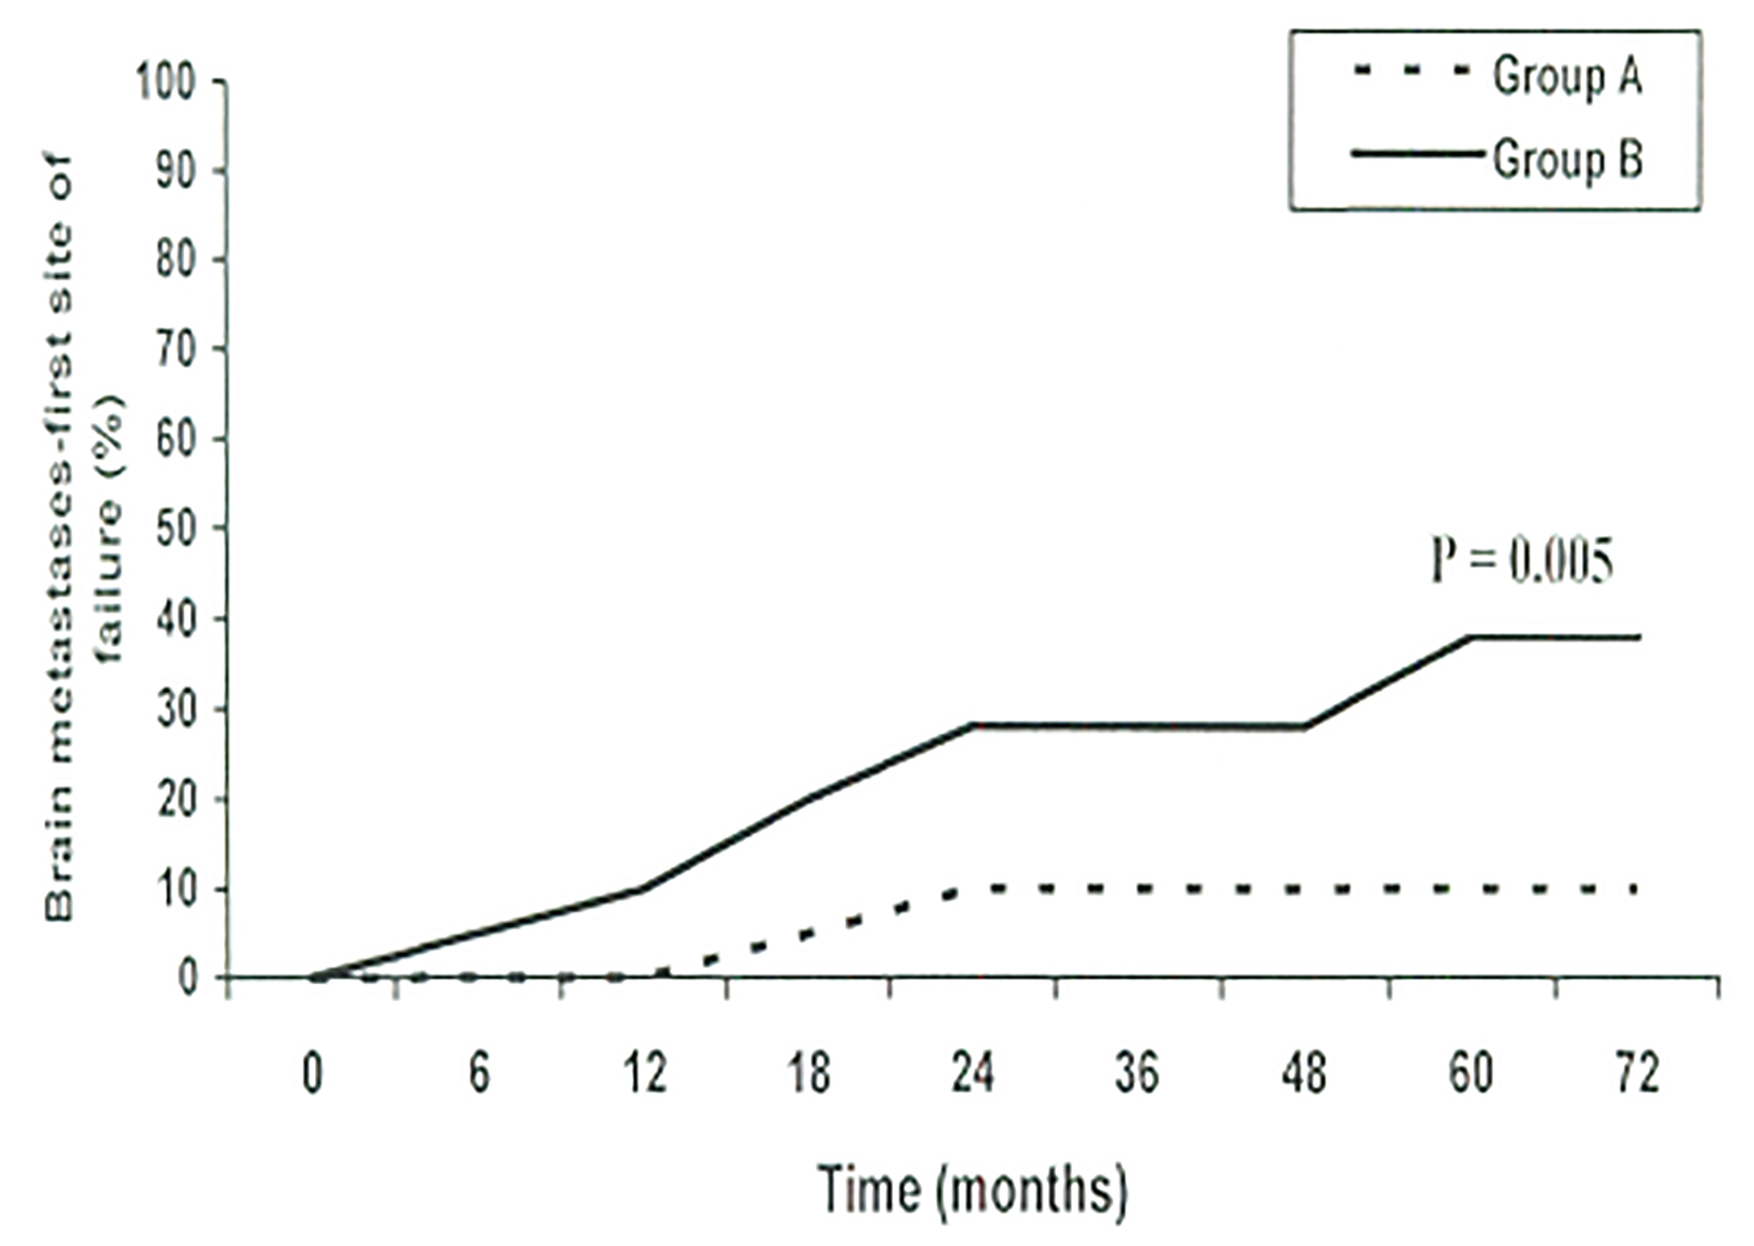 Group A
Group B
Brain metastases-first site of
failure (%)
100
90
80
70
60
50
40
30
20
10
0
P = 0.005
0 6 12 18 24 36 48 60 72
Time (months)